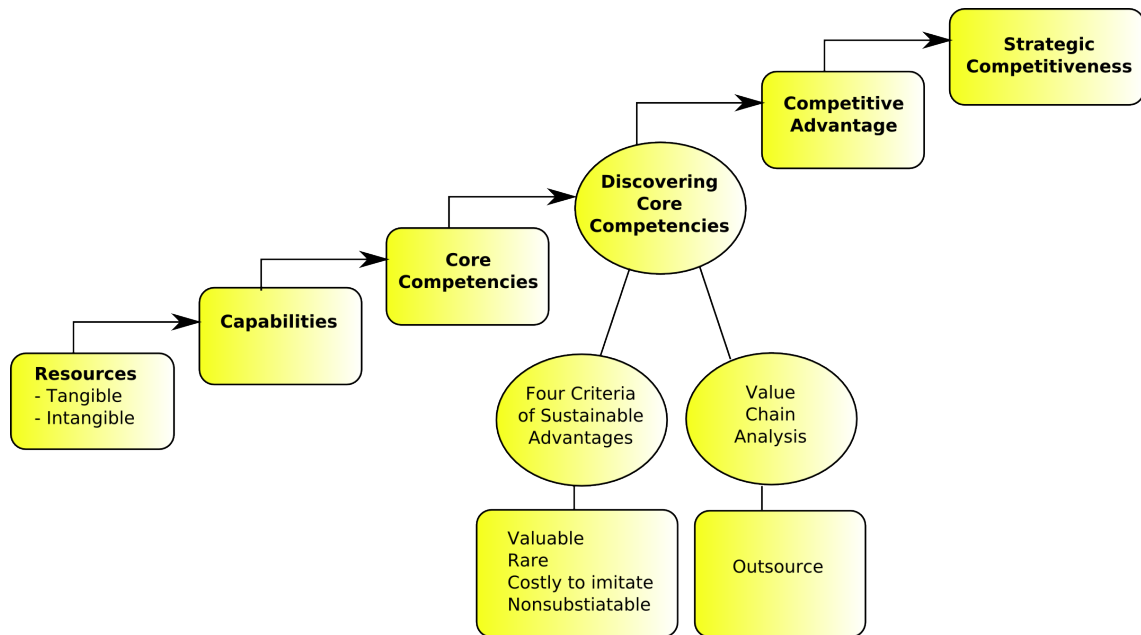 Strategic
Competitiveness
Competitive
Advantage
Discovering
Core
Competencies
Core
Competencies
Capabilities
Resources
- Tangible
- Intangible
Four Criteria
of Sustainable
Advantages
Value
Chain
Analysis
Valuable
Rare
Costly to imitate
Nonsubstiatable
Outsource